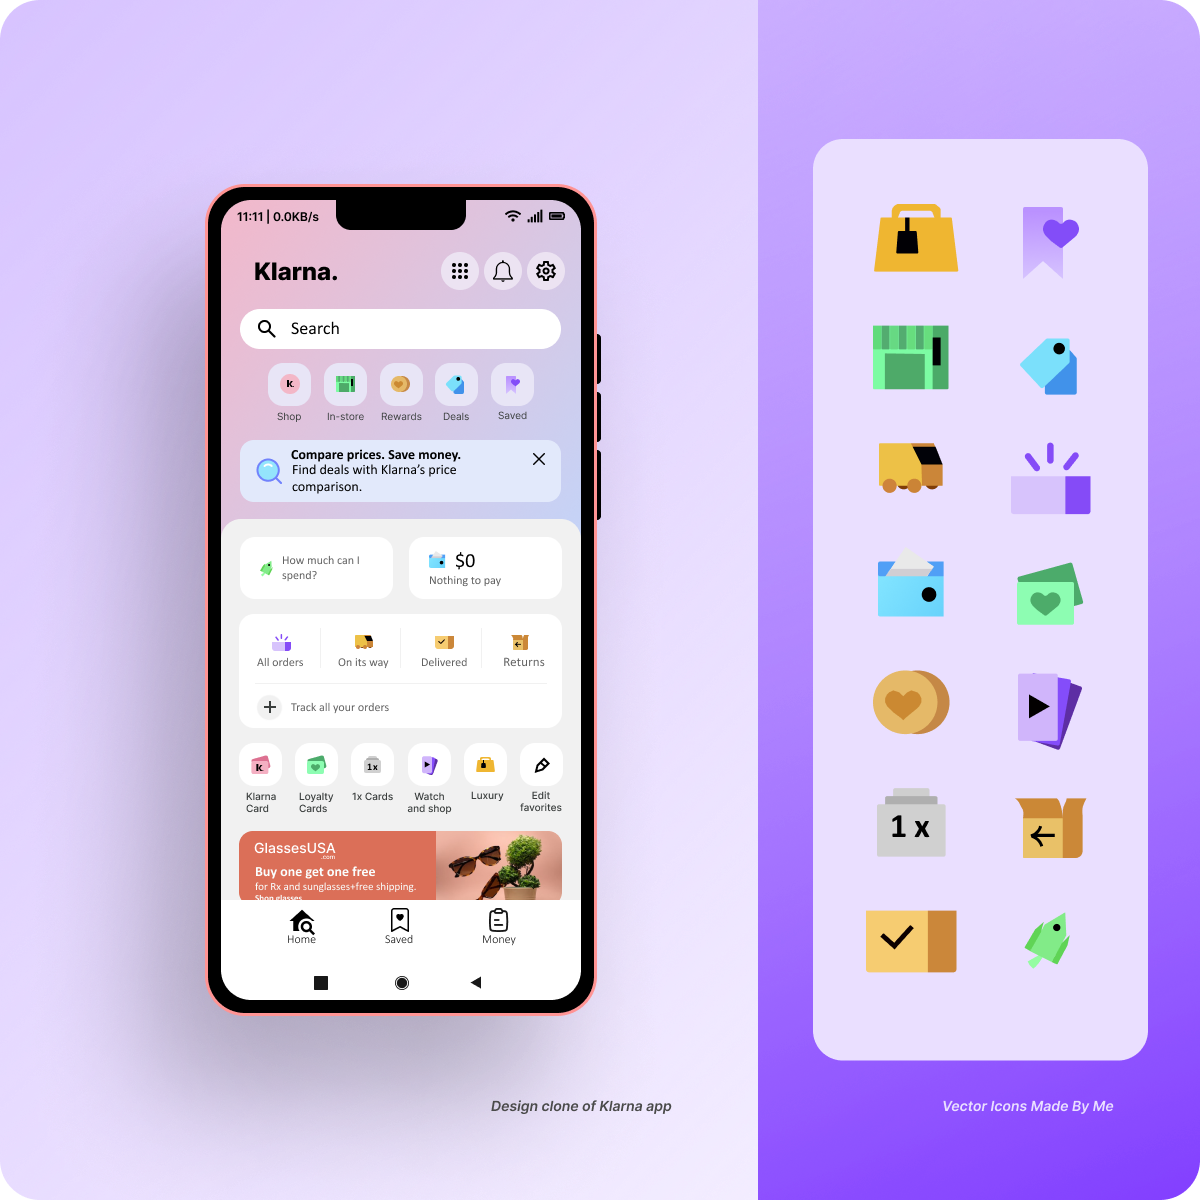 11:11 | 0.0KB/s
Klarna.
Search
k.
Shop
In-store
Rewards
Deals
Saved
Compare prices. Save money.
Find deals with Klarna’s price
comparison.
How much can I
spend?
$0
Nothing to pay
All orders
On its way
Delivered
Returns
Track all your orders
k.
1x
Klarna
Card
Loyalty
Cards
1x Cards
Watch
and shop
Luxury
Edit
favorites
GlassesUSA
.com
Buy one get one free
for Rx and sunglasses+free shipping.
Shop glasses
Home
Saved
Money
Design clone of Klarna app
1 x
Vector Icons Made By Me